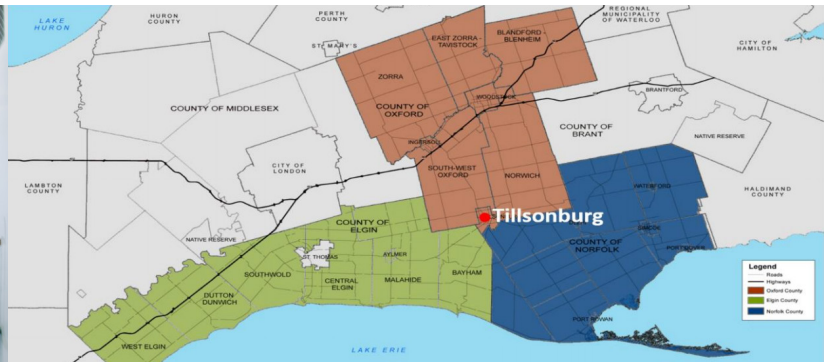 LAKE
HURON
HURON
COUNTY
PERTH
COUNTY
ST. MARY'S
EAST ZORRA -
TAVISTOCK
BLANDFORD -
BLENHEIM
REGIONAL
MUNICIPALITY
OF WATERLOO
CITY OF
HAMILTON
ZORRA
COUNTY OF
OXFORD
WOODSTOCK
BRANTFORD
COUNTY OF MIDDLESEX
INGERSOLL
COUNTY OF
BRANT
NATIVE RESERVE
CITY OF
LONDON
SOUTH-WEST
OXFORD
NORWICH
LAMBTON
COUNTY
WATERFORD
HALDIMAND
COUNTY
Tillsonburg
COUNTY OF
ELGIN
SIMCOE
COUNTY OF
NORFOLK
PORT DOVER
NATIVE RESERVE
ST. THOMAS
AYLMER
SOUTHWOLD
BAYHAM
CENTRAL
ELGIN
MALAHIDE
DUTTON-
DUNWICH
PORT ROWAN
WEST ELGIN
LAKE ERIE
Legend
Roads
Highways
Oxford County
Elgin County
Norfolk County